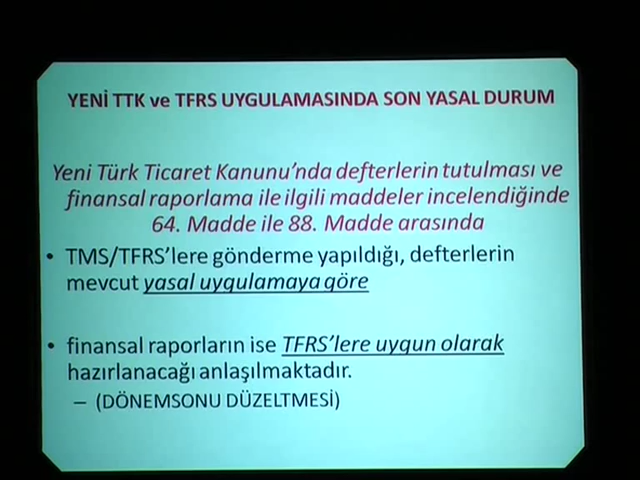 YENİ TTK ve TFRS UYGULAMASINDA SON YASAL DURUM
Yeni Türk Ticaret Kanunu'nda defterlerin tutulması ve
finansal raporlama ile ilgili maddeler incelendiğinde
64. Madde ile 88. Madde arasında
• TMS/TFRS'lere gönderme yapıldığı, defterlerin
mevcut yasal uygulamaya göre
• finansal raporların ise TFRS'lere uygun olarak
hazırlanacağı anlaşılmaktadır.
– (DÖNEMSONU DÜZELTMESİ)